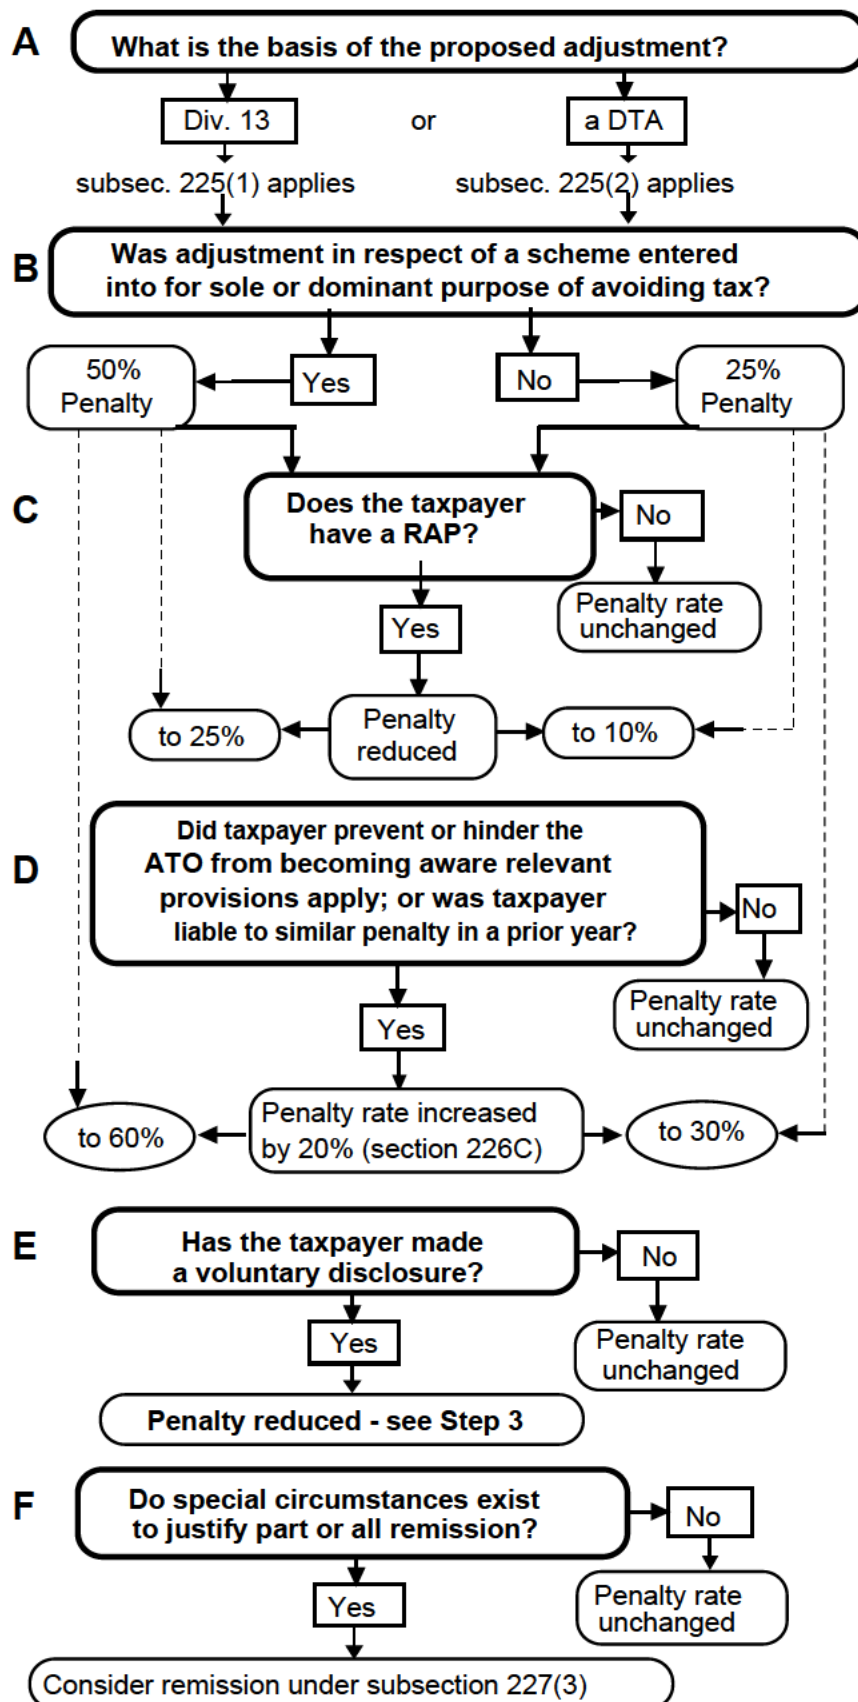 A
What is the basis of the proposed adjustment?
Div. 13
or
a DTA
subsec. 225(1) applies
subsec. 225(2) applies
B
Was adjustment in respect of a scheme entered
into for sole or dominant purpose of avoiding tax?
50%
Penalty
Yes
No
25%
Penalty
C
Does the taxpayer
have a RAP?
No
Penalty rate
unchanged
Yes
to 25%
Penalty
reduced
to 10%
D
Did taxpayer prevent or hinder the
ATO from becoming aware relevant
provisions apply; or was taxpayer
liable to similar penalty in a prior year?
No
Penalty rate
unchanged
Yes
to 60%
Penalty rate increased
by 20% (section 226C)
to 30%
E
Has the taxpayer made
a voluntary disclosure?
No
Penalty rate
unchanged
Yes
Penalty reduced - see Step 3
F
Do special circumstances exist
to justify part or all remission?
No
Penalty rate
unchanged
Yes
Consider remission under subsection 227(3)